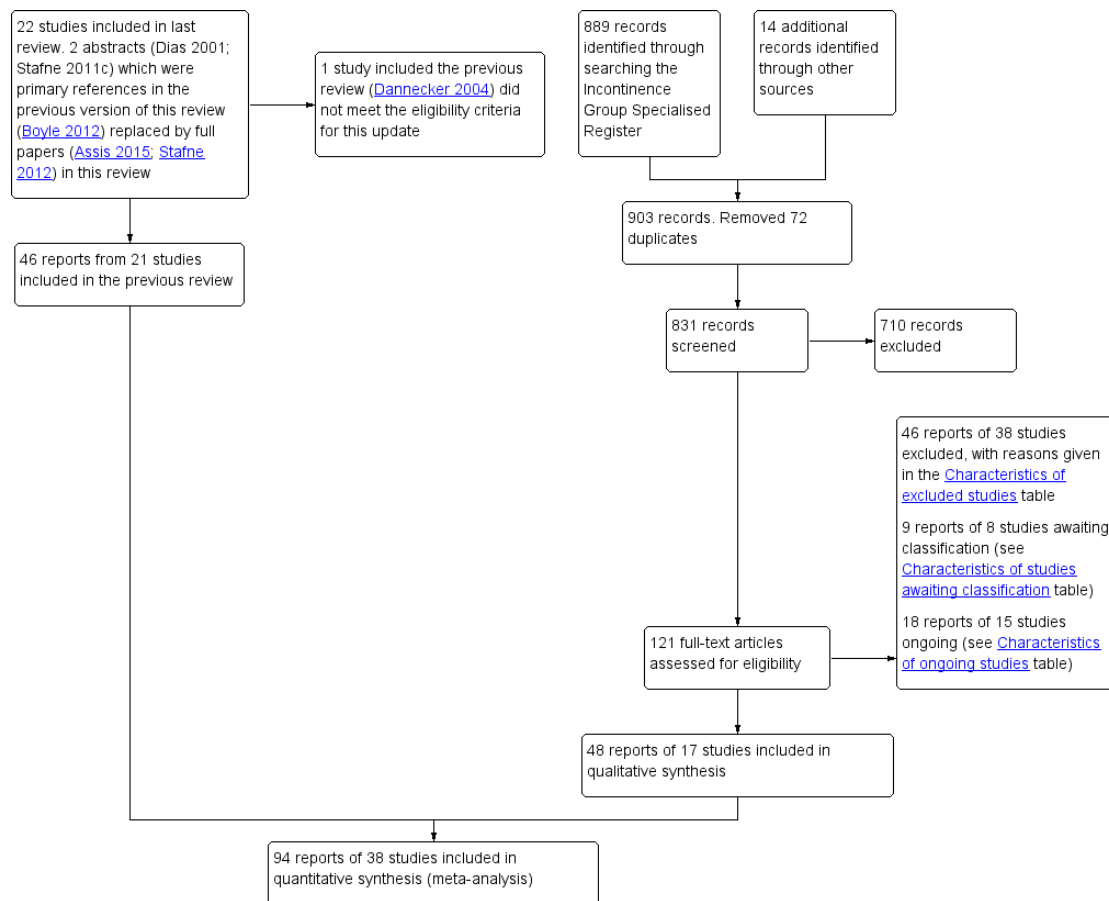 22 studies included in last
review. 2 abstracts (Dias 2001;
Stafne 2011c) which were
primary references in the
previous version of this review
(Boyle 2012) replaced by full
papers (Assis 2015; Stafne
2012) in this review
1 study included the previous
review (Dannecker 2004) did
not meet the eligibility criteria
for this update
889 records
identified through
searching the
Incontinence
Group Specialised
Register
14 additional
records identified
through other
sources
903 records. Removed 72
duplicates
46 reports from 21 studies
included in the previous review
831 records
screened
710 records
excluded
46 reports of 38 studies
excluded, with reasons given
in the Characteristics of
excluded studies table
9 reports of 8 studies awaiting
classification (see
Characteristics of studies
awaiting classification table)
18 reports of 15 studies
ongoing (see Characteristics
of ongoing studies table)
121 full-text articles
assessed for eligibility
48 reports of 17 studies included in
qualitative synthesis
94 reports of 38 studies included in
quantitative synthesis (meta-analysis)